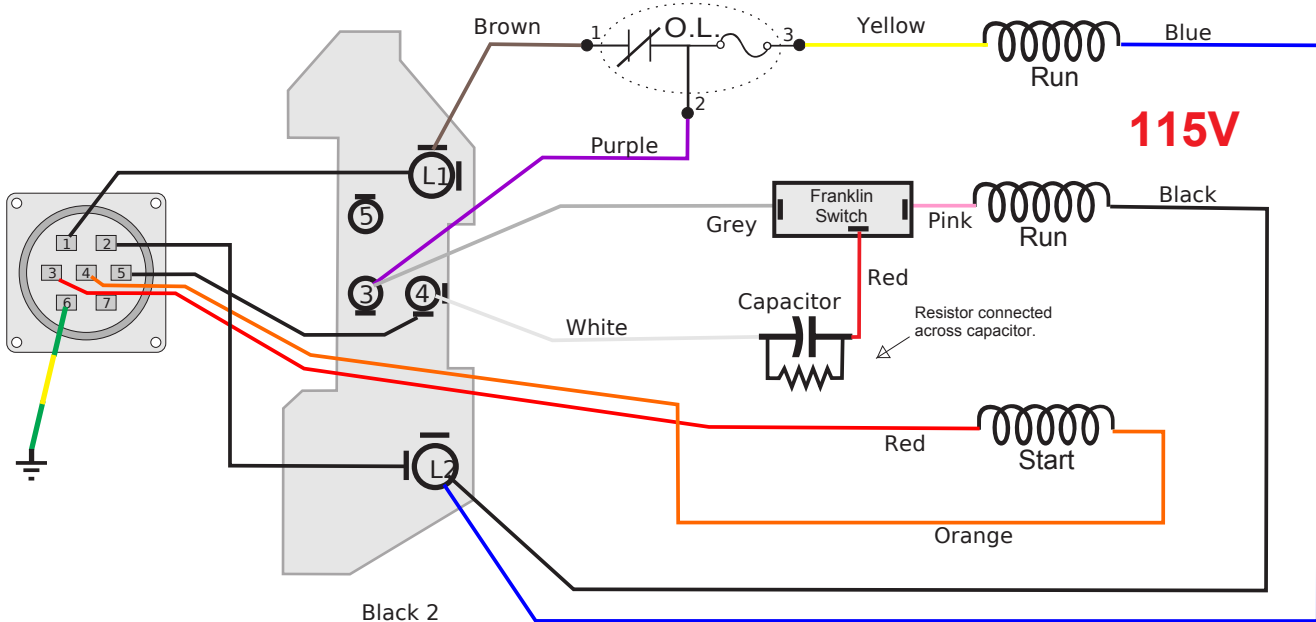 Brown
O.L.
1
3
Yellow
Blue
Run
2
115V
Purple
L1
5
Franklin
Switch
Grey
Pink
Black
Run
1
2
3
4
5
6
7
3
4
Red
Capacitor
White
Resistor connected
across capacitor.
Red
Start
L2
Orange
Black 2